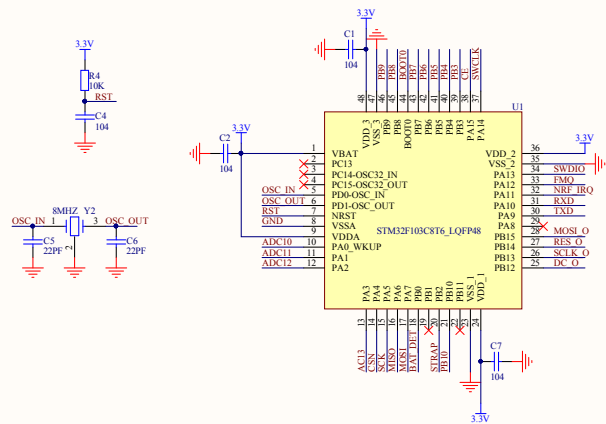 3.3V
R4
10K
RST
C4
104
8MHZ Y2
OSC_IN 1 3 OSC_OUT
2
C5
22PF
C6
22PF
3.3V
C1
104
PB9
PB8
BOOT0
PB7
PB6
PB5
PB4
PB3
CE
SWCLK
48
47
46
45
44
43
42
41
40
39
38
37
VDD_3
VSS_3
PB9
PB8
BOOT0
PB7
PB6
PB5
PB4
PB3
PA15
PA14
U1
3.3V
C2
104
1 VBAT
2 PC13
3 PC14-OSC32_IN
4 PC15-OSC32_OUT
OSC_IN 5 PD0-OSC_IN
OSC_OUT 6 PD1-OSC_OUT
RST 7 NRST
GND 8 VSSA
9 VDDA
ADC10 10 PA0_WKUP
ADC11 11 PA1
ADC12 12 PA2
STM32F103C8T6_LQFP48
3.3V
VDD_2 36
VSS_2 35
PA13 34 SWDIO
PA12 33 FMQ
PA11 32 NRF_IRQ
PA10 31 RXD
PA9 30 TXD
PA8 29
PB15 28 MOSI_O
PB14 27 RES_O
PB13 26 SCLK_O
PB12 25 DC_O
PA3
PA4
PA5
PA6
PA7
PB0
PB1
PB2
PB10
PB11
VSS_1
VDD_1
13
14
15
16
17
18
19
20
21
22
23
24
AC13
CSN
SCK
MISO
MOSI
BAT_DET
STRAP
PB10
C7
104
3.3V